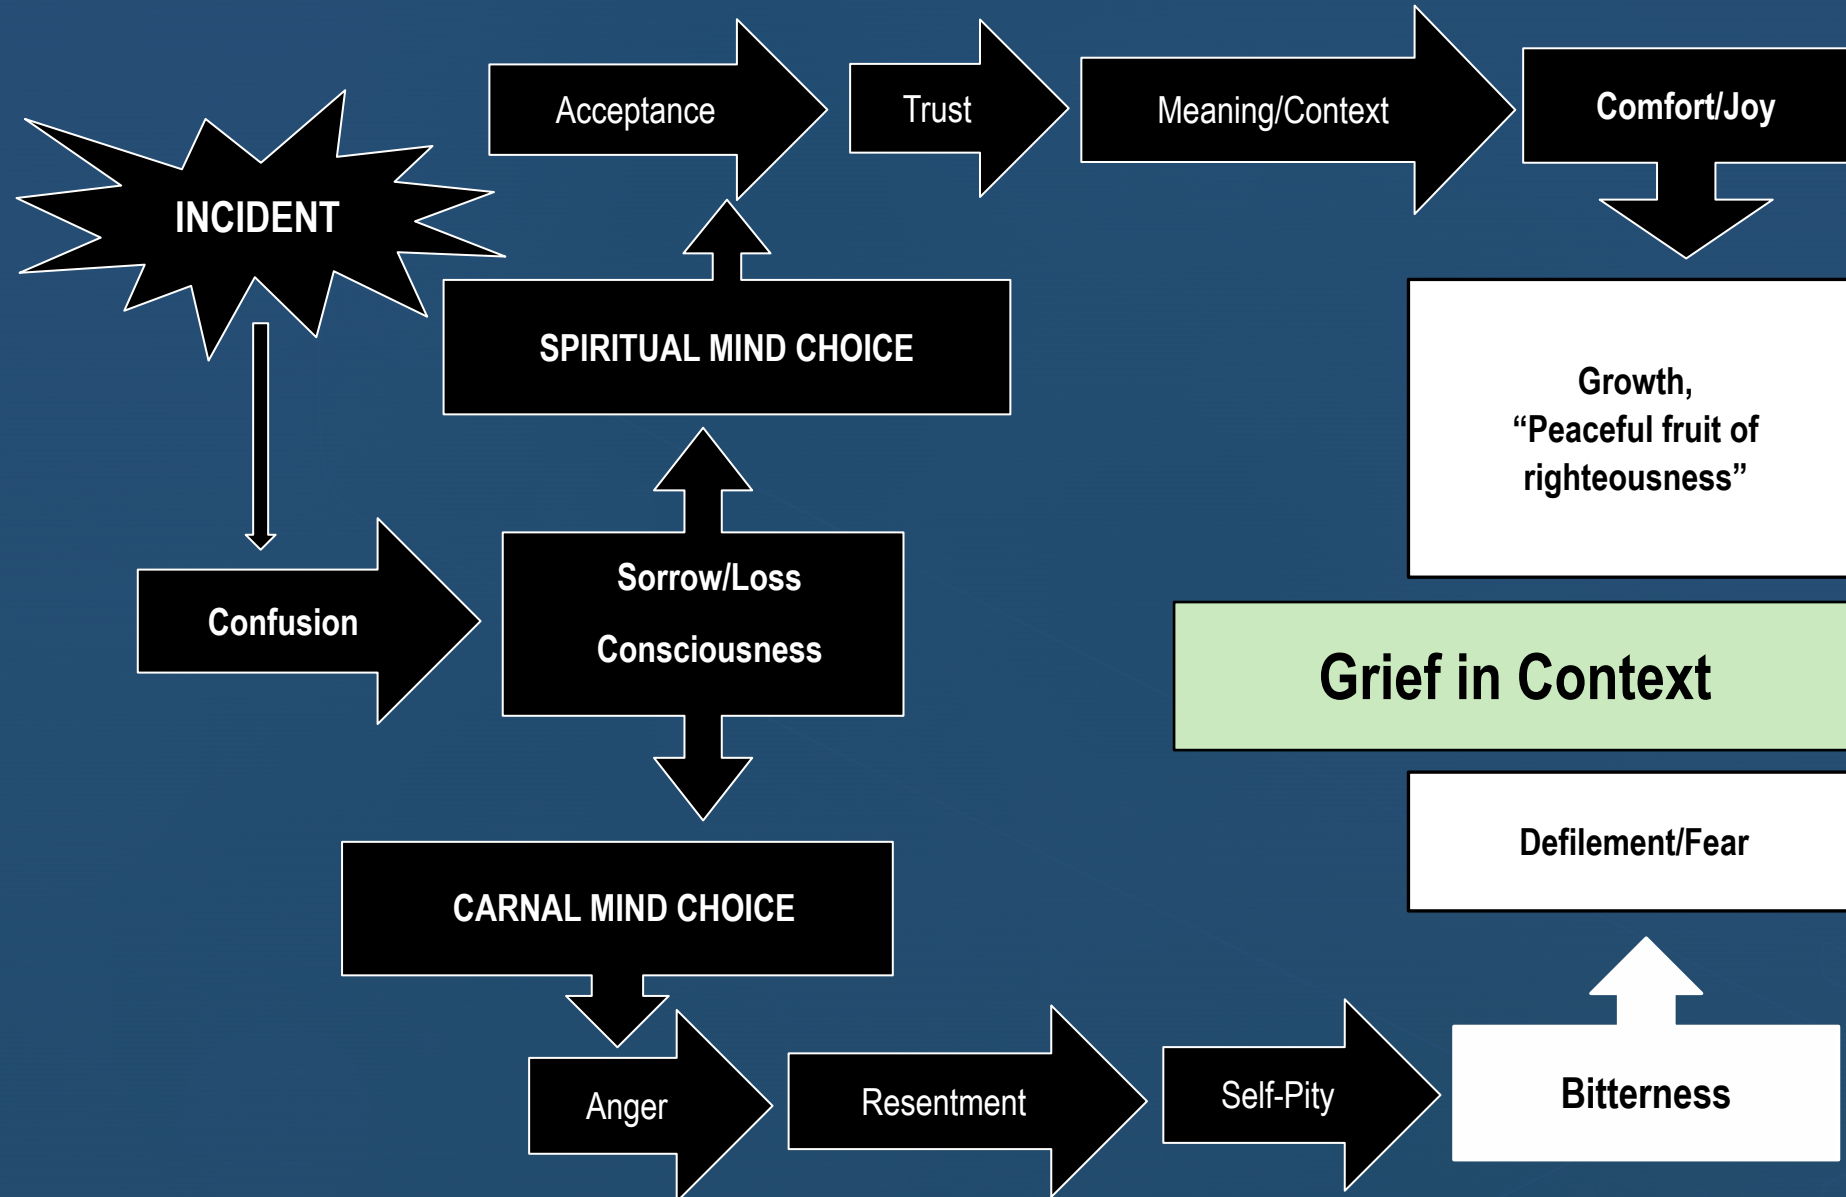 INCIDENT
Acceptance
Trust
Meaning/Context
Comfort/Joy
SPIRITUAL MIND CHOICE
Growth,
“Peaceful fruit of
righteousness”
Confusion
Sorrow/Loss
Consciousness
Grief in Context
Defilement/Fear
CARNAL MIND CHOICE
Anger
Resentment
Self-Pity
Bitterness